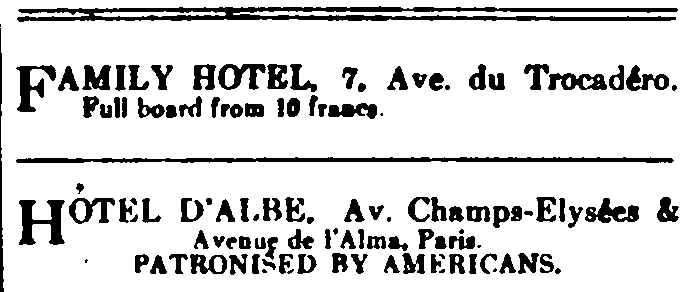 FAMILY HOTEL, 7, Ave. du Trocadéro.
Full board from 10 francs.
HÔTEL D'ALBE, Av. Champs-Elysées &
Avenue de l'Alma, Paris.
PATRONISED BY AMERICANS.